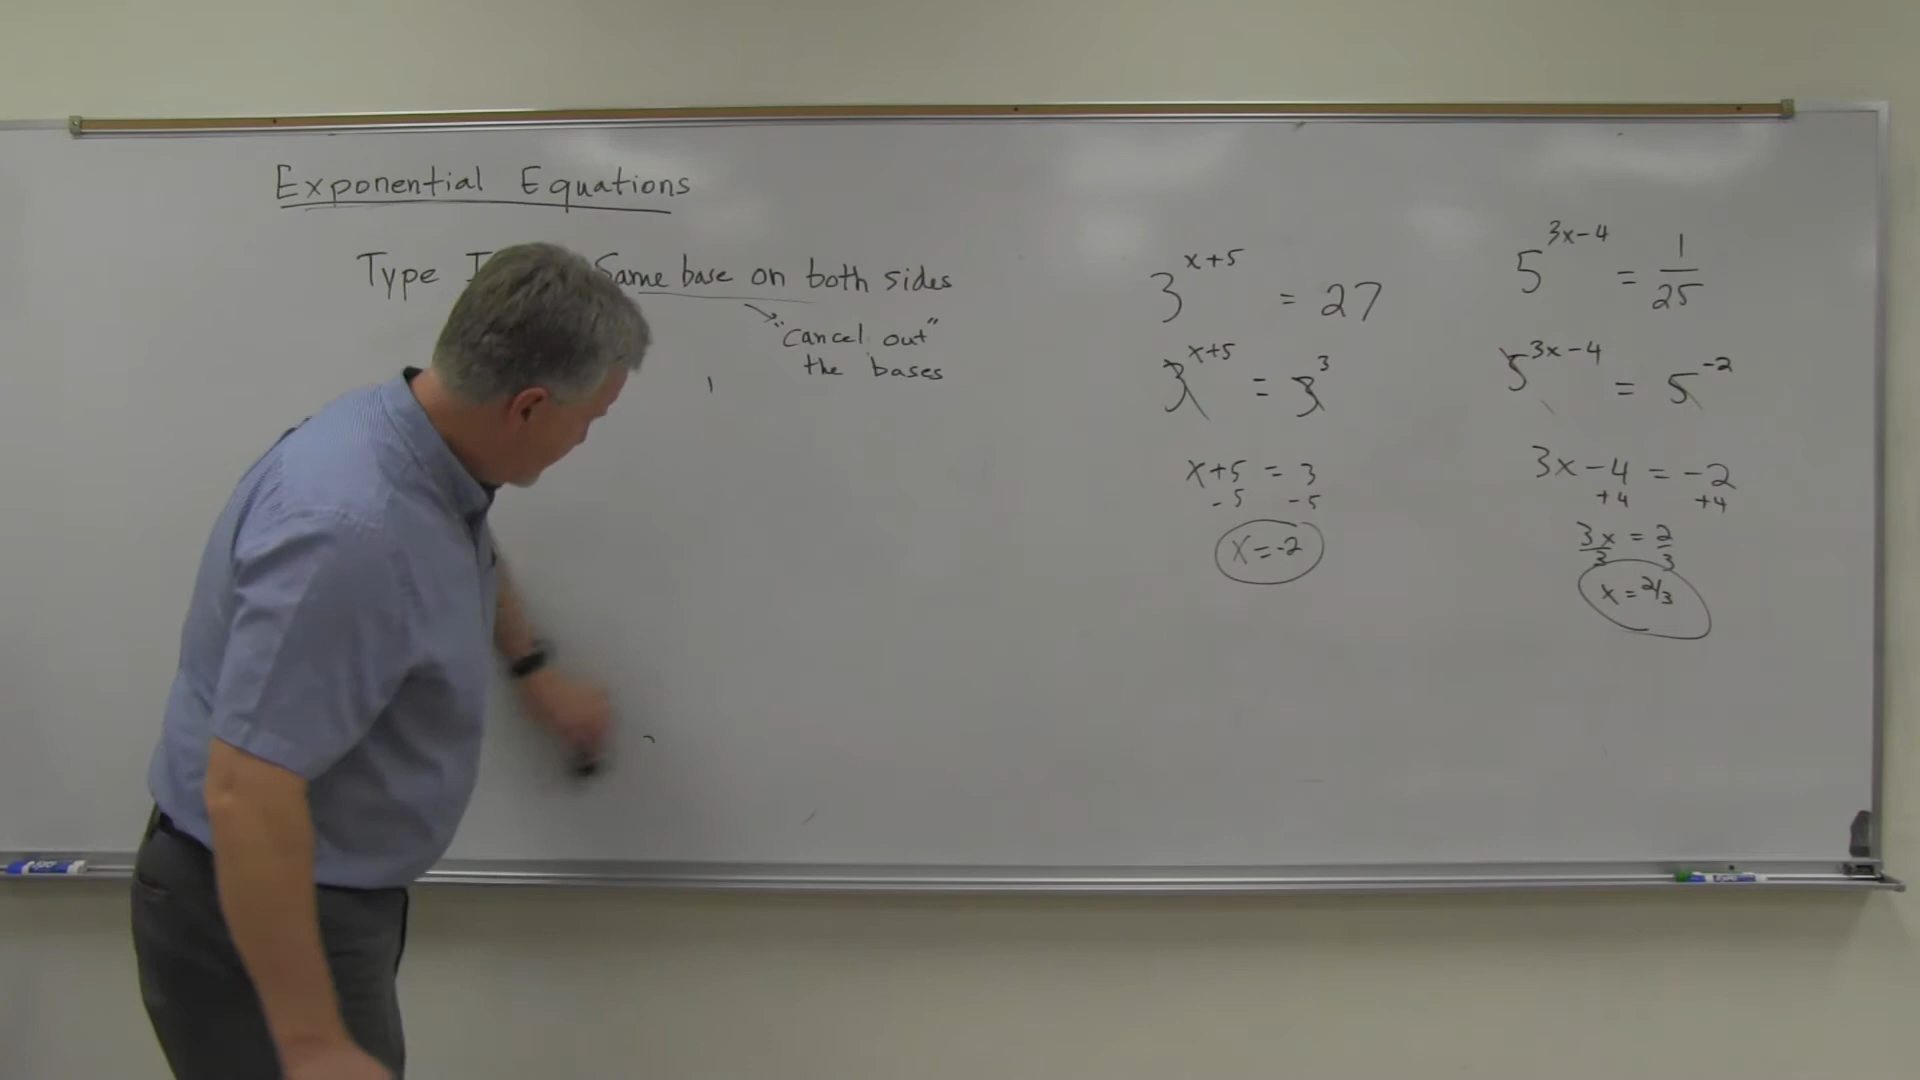 Exponential Equations
Type I Same base on both sides
"Cancel out"
the bases
3^(x+5) = 27
3^(x+5) = 3^3
x+5 = 3
-5 -5
x = -2
5^(3x-4) = 1/25
5^(3x-4) = 5^(-2)
3x-4 = -2
+4 +4
3x/3 = 2/3
x = 2/3